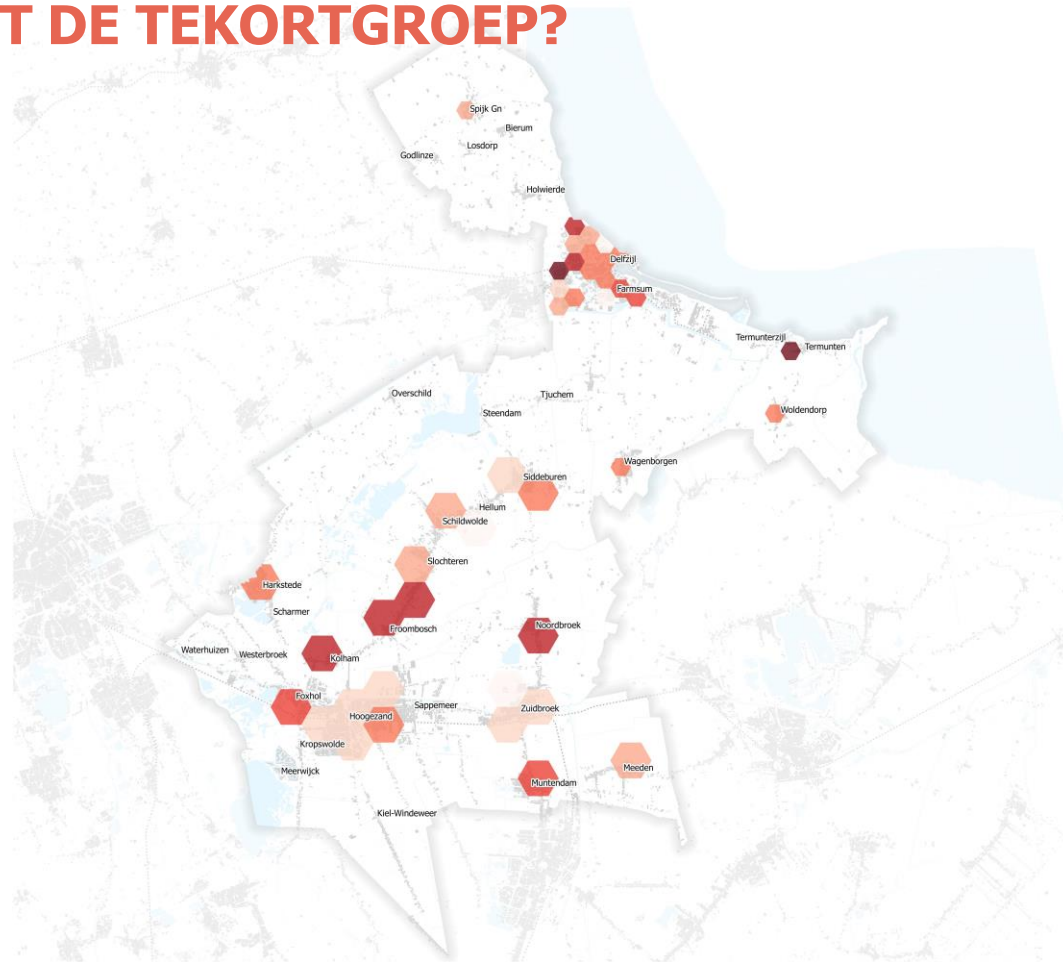 T DE TEKORTGROEP?
Spijk Gn
Bierum
Losdorp
Godlinze
Holwierde
Delfzijl
Farmsum
Termunterzijl
Termunten
Overschild
Tjuchem
Steendam
Woldendorp
Wagenborgen
Siddeburen
Hellum
Schildwolde
Slochteren
Harkstede
Scharmer
Froombosch
Noordbroek
Waterhuizen
Westerbroek
Kolham
Foxhol
Sappemeer
Zuidbroek
Hoogezand
Kropswolde
Meerwijck
Meeden
Muntendam
Kiel-Windeweer